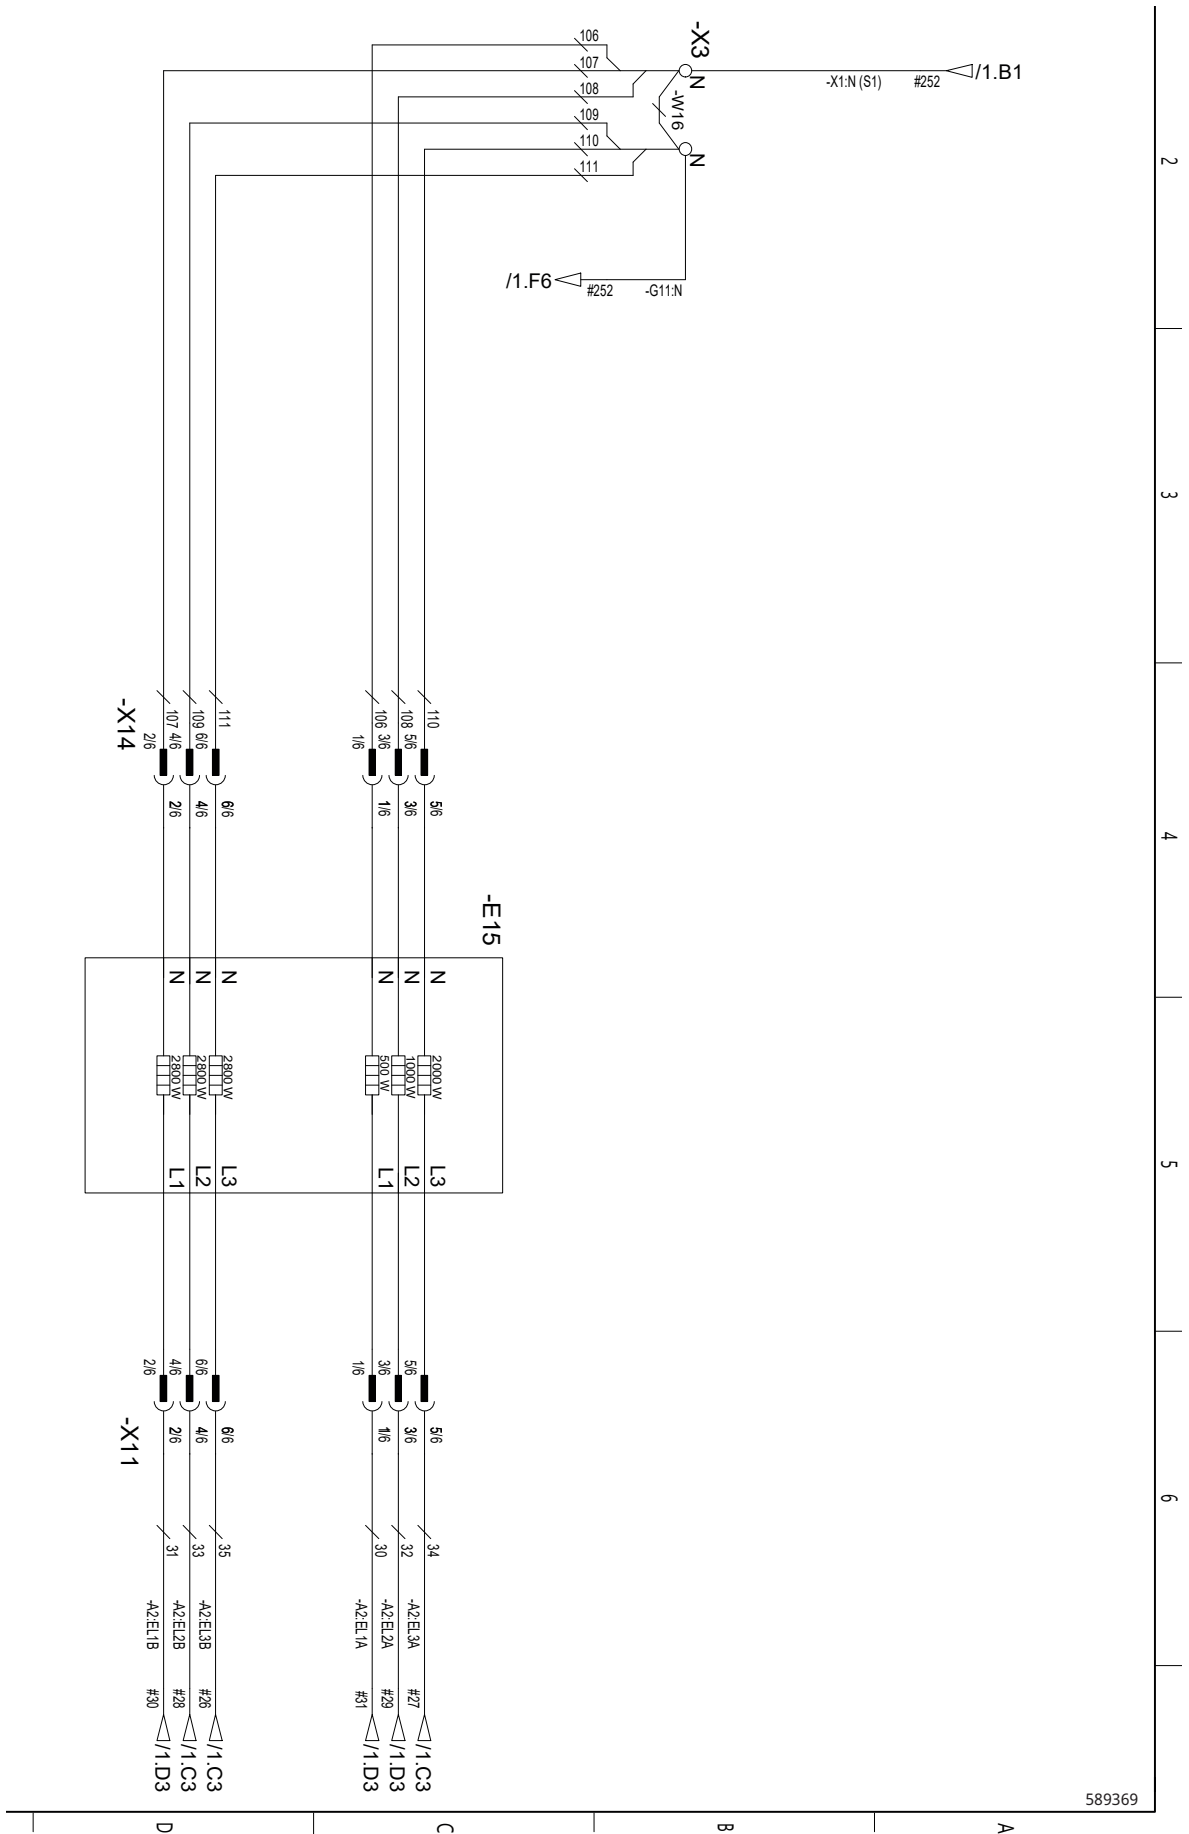 106
107
108
109
110
111
-X3
N
-W16
N
-X1:N (S1)
#252
/1.B1
/1.F6
#252
-G11:N
2
3
4
5
6
-X14
107
109
111
106
108
110
2/6
4/6
6/6
1/6
3/6
5/6
2/6
4/6
6/6
1/6
3/6
5/6
-E15
N
N
N
N
N
N
2800 W
2800 W
2800 W
500 W
1000 W
2000 W
L1
L2
L3
L1
L2
L3
2/6
4/6
6/6
1/6
3/6
5/6
-X11
2/6
4/6
6/6
1/6
3/6
5/6
31
33
35
30
32
34
-A2:EL1B
-A2:EL2B
-A2:EL3B
-A2:EL1A
-A2:EL2A
-A2:EL3A
#30
#28
#26
#31
#29
#27
/1.D3
/1.C3
/1.C3
/1.D3
/1.D3
/1.C3
589369
D
C
B
A